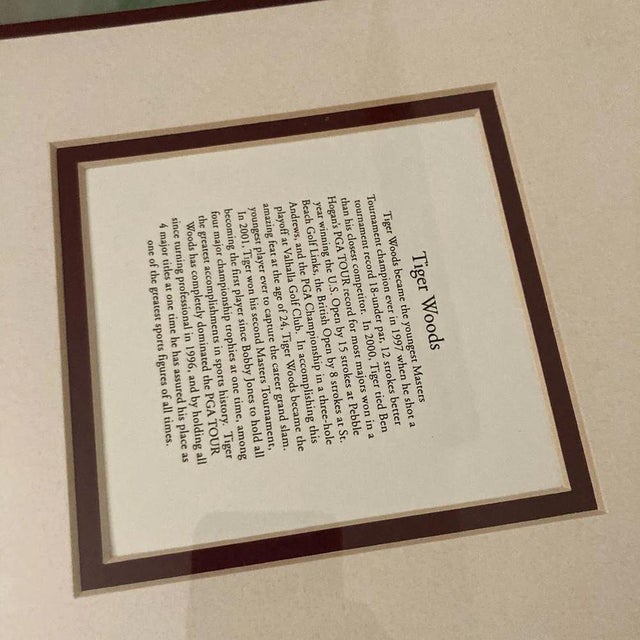 Tiger Woods
Tiger Woods became the youngest Masters
Tournament champion ever in 1997 when he shot a
tournament record 18-under par, 12 strokes better
than his closest competitor. In 2000, Tiger tied Ben
Hogan's PGA TOUR record for most majors won in a
year winning the U.S. Open by 15 strokes at Pebble
Beach Golf Links, the British Open by 8 strokes at St.
Andrews, and the PGA Championship in a three-hole
playoff at Valhalla Golf Club. In accomplishing this
amazing feat at the age of 24, Tiger Woods became the
youngest player ever to capture the career grand slam.
In 2001, Tiger won his second Masters Tournament,
becoming the first player since Bobby Jones to hold all
four major championship trophies at one time, among
the greatest accomplishments in sports history. Tiger
Woods has completely dominated the PGA TOUR
since turning professional in 1996, and by holding all
4 major titles at one time he has assured his place as
one of the greatest sports figures of all times.